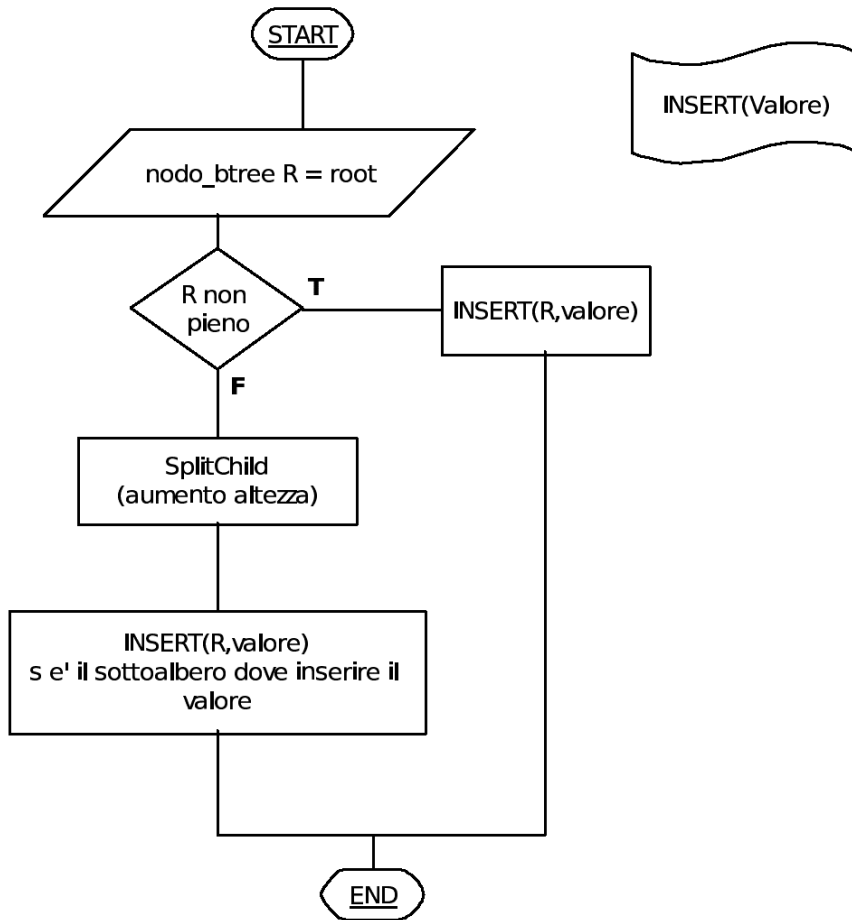 START
INSERT(Valore)
nodo_btree R = root
R non
pieno
T
INSERT(R,valore)
F
SplitChild
(aumento altezza)
INSERT(R,valore)
s e' il sottoalbero dove inserire il
valore
END